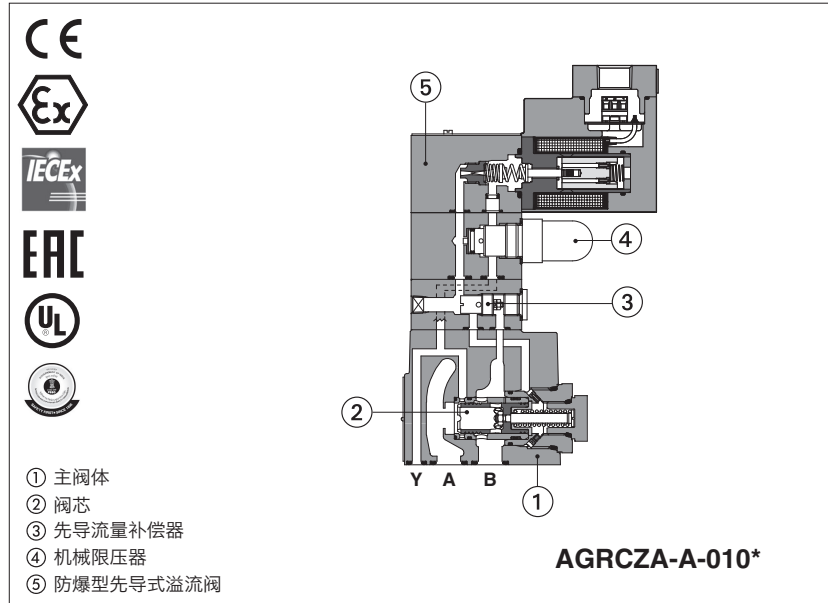 CE
Ex
IECEx
EAC
UL
®
5
4
3
2
Y A B
1
① 主阀体
② 阀芯
③ 先导流量补偿器
④ 机械限压器
⑤ 防爆型先导式溢流阀
AGRCZA-A-010*